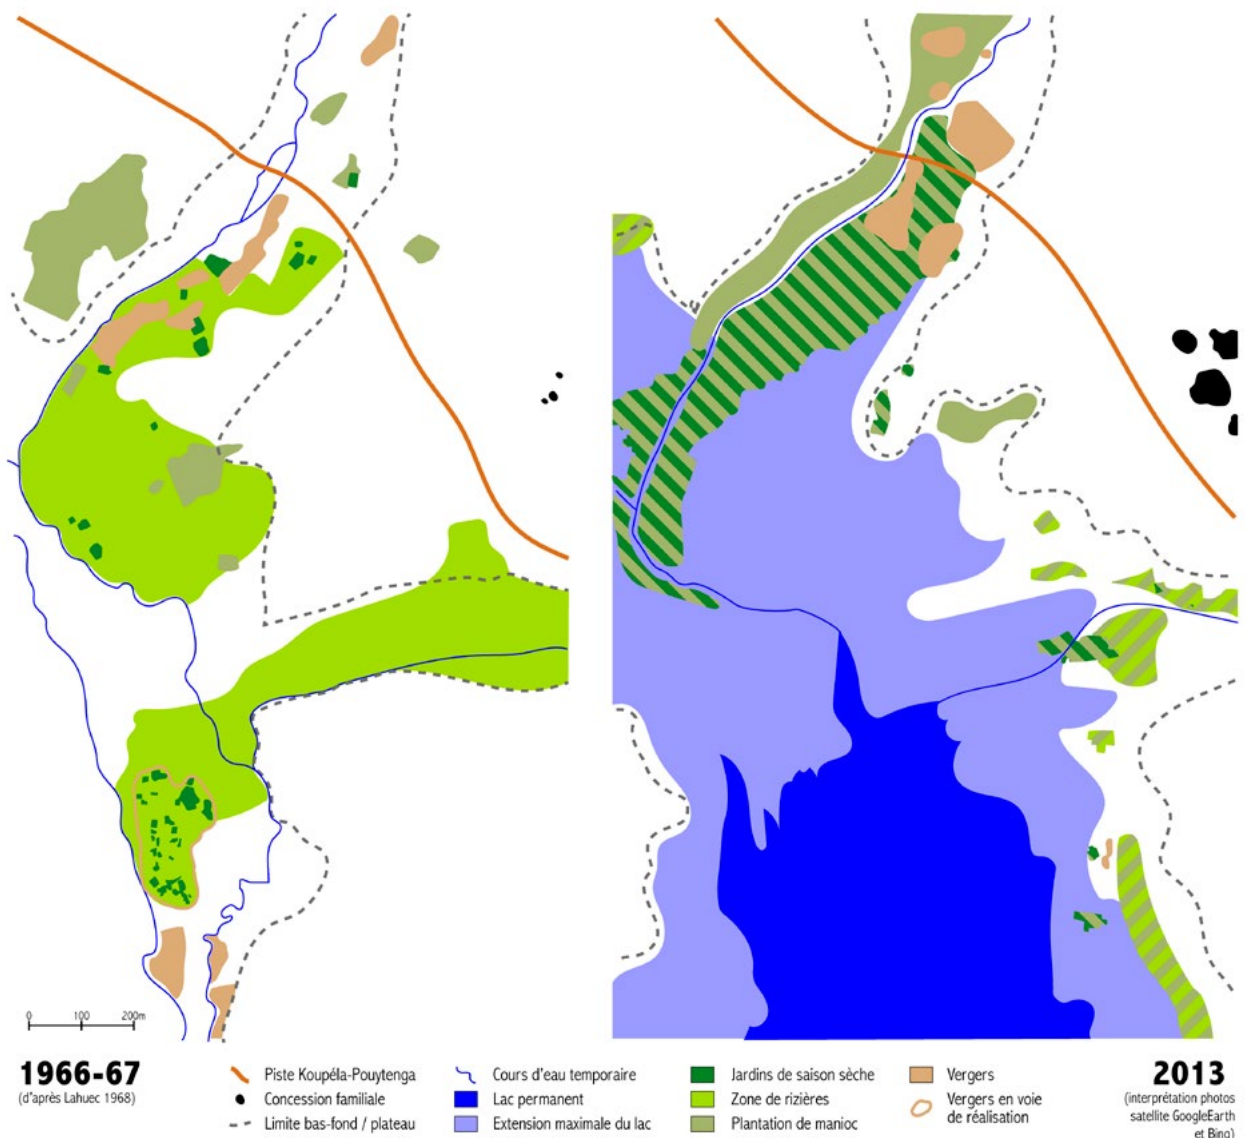 0 100 200m
1966-67
(d'après Lahuec 1968)
Piste Koupéla-Pouytenga
Concession familiale
Limite bas-fond / plateau
Cours d'eau temporaire
Lac permanent
Extension maximale du lac
Jardins de saison sèche
Zone de rizières
Plantation de manioc
Vergers
Vergers en voie
de réalisation
2013
(interprétation photos
satellite GoogleEarth
et Bing)